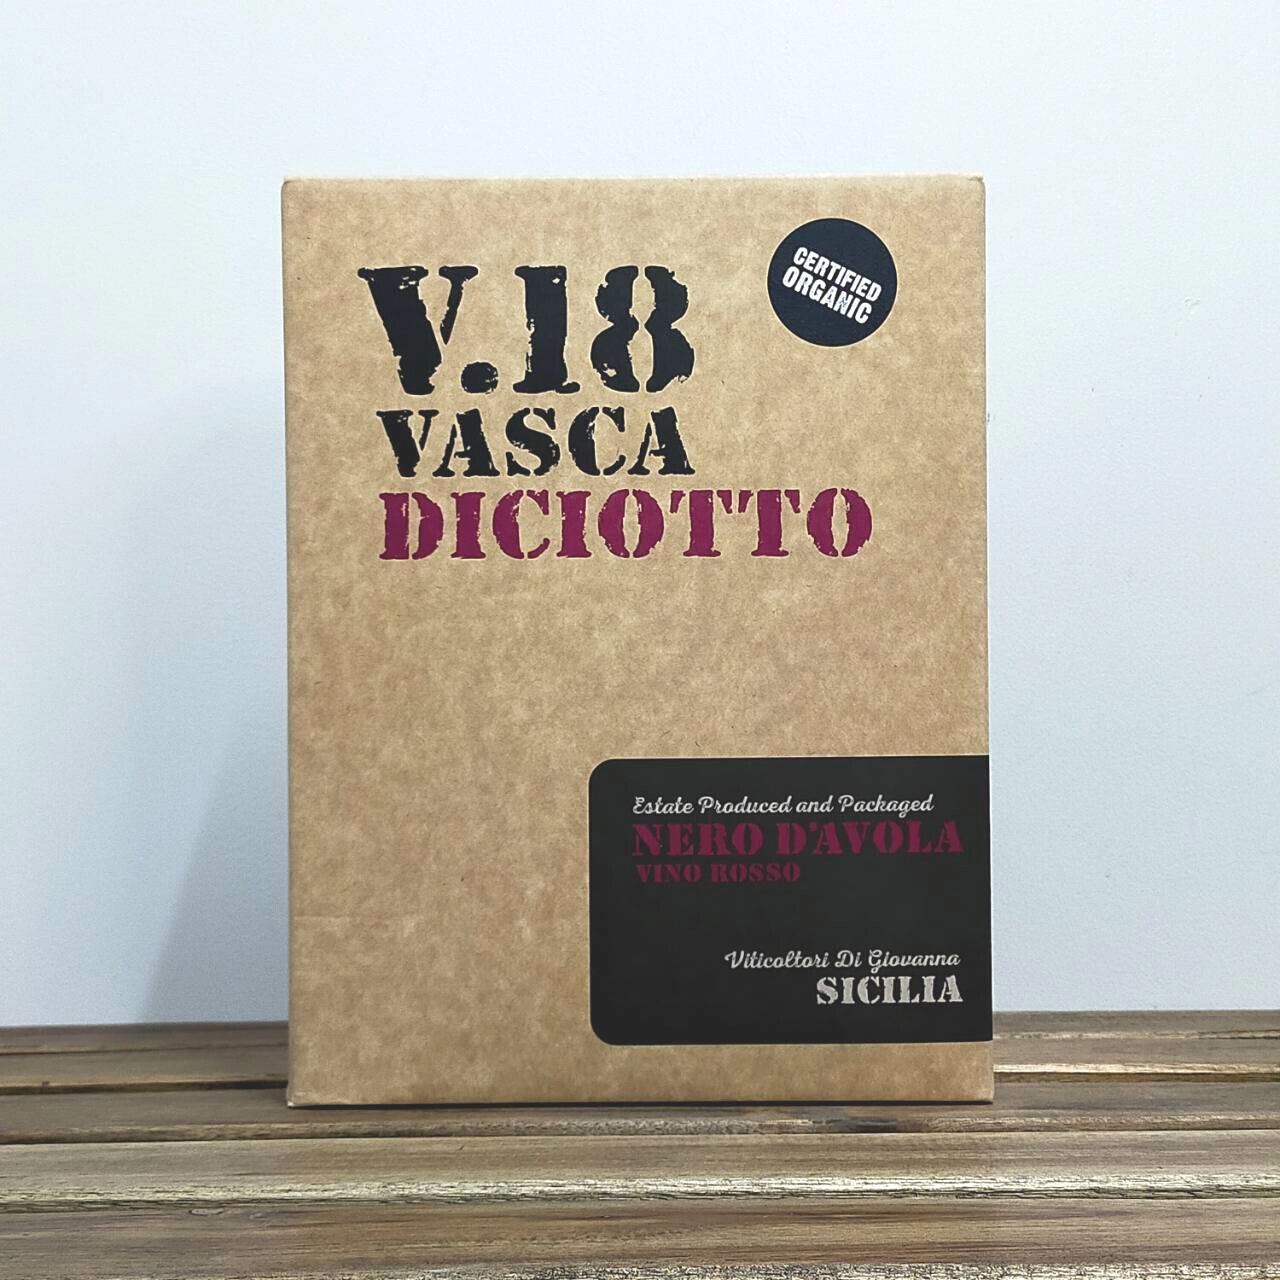 V.18
VASCA
DICIOTTO
CERTIFIED
ORGANIC
Estate Produced and Packaged
NERO D'AVOLA
VINO ROSSO
Viticoltori Di Giovanna
SICILIA